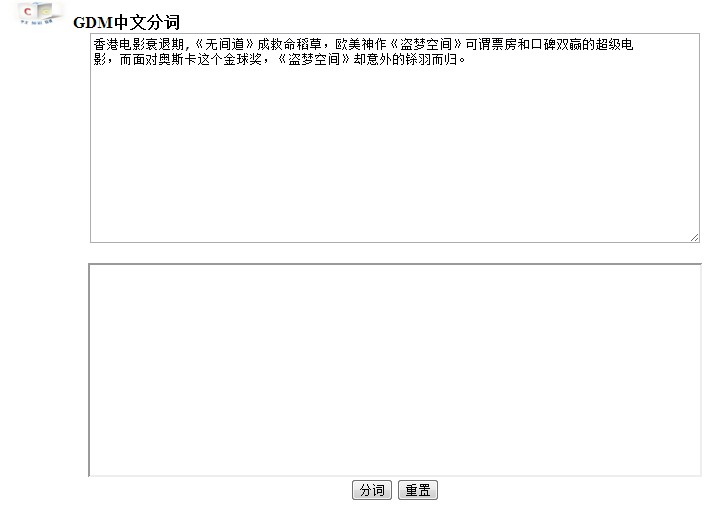 GDM中文分词
香港电影衰退期,《无间道》成救命稻草，欧美神作《盗梦空间》可谓票房和口碑双赢的超级电
影，而面对奥斯卡这个金球奖，《盗梦空间》却意外的铩羽而归。
分词 重置